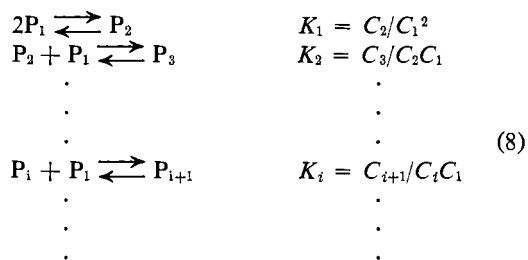 2P₁ ⇄ P₂ K₁ = C₂/C₁²
P₂ + P₁ ⇄ P₃ K₂ = C₃/C₂C₁
. .
. .
. .
(8)
Pᵢ + P₁ ⇄ Pᵢ₊₁ Kᵢ = Cᵢ₊₁/CᵢC₁
. .
. .
. .